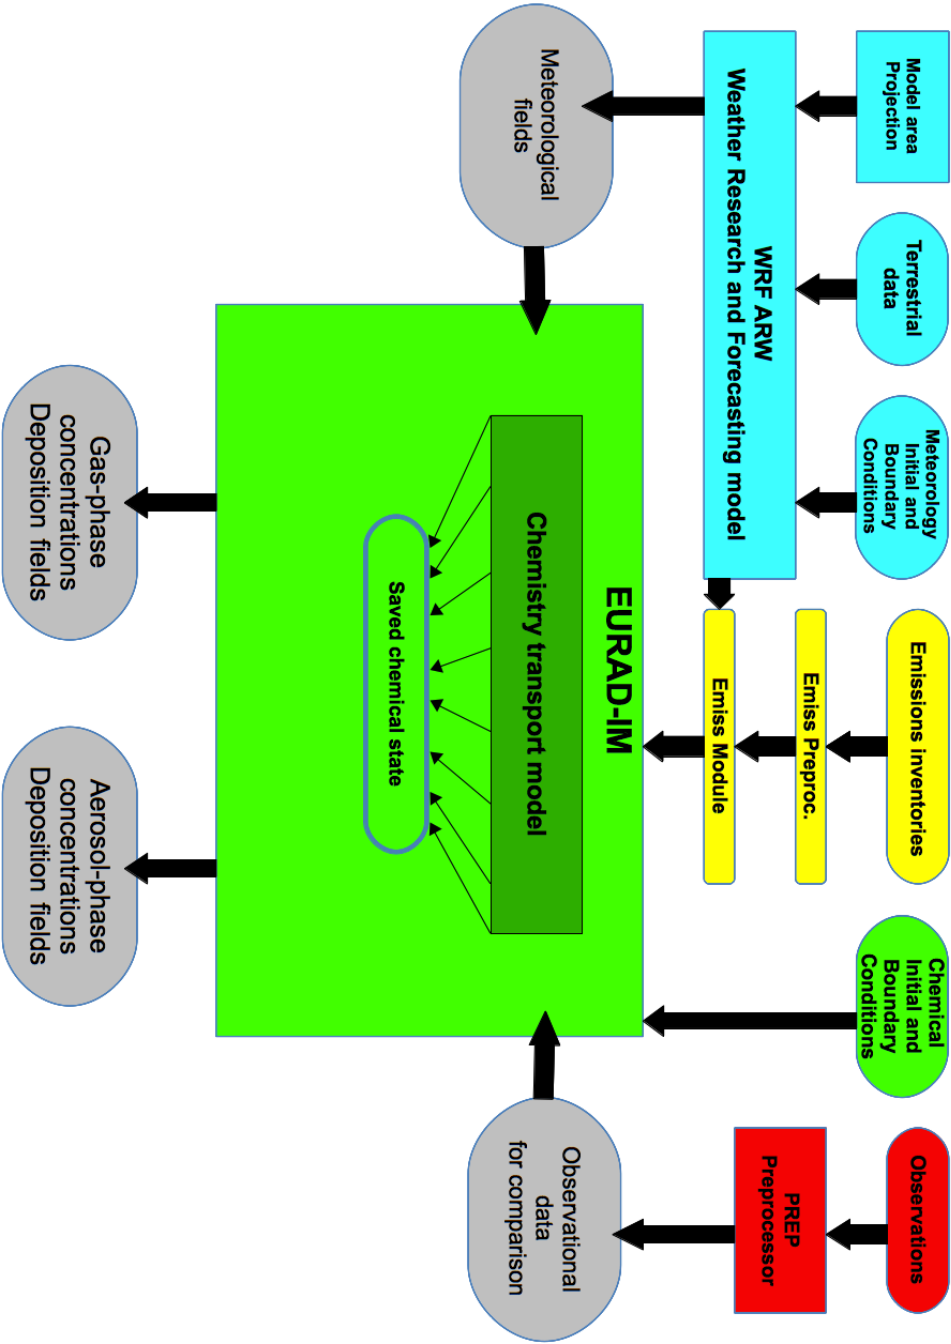 Model area
Projection
Terrestrial
data
Meteorology
Initial and
Boundary
Conditions
Emissions inventories
Chemical
Initial and
Boundary
Conditions
Observations
WRF ARW
Weather Research and Forecasting model
Emiss Preproc.
Emiss Module
PREP
Preprocessor
Meteorological
fields
EURAD-IM
Chemistry transport model
Saved chemical state
Observational
data
for comparison
Gas-phase
concentrations
Deposition fields
Aerosol-phase
concentrations
Deposition fields